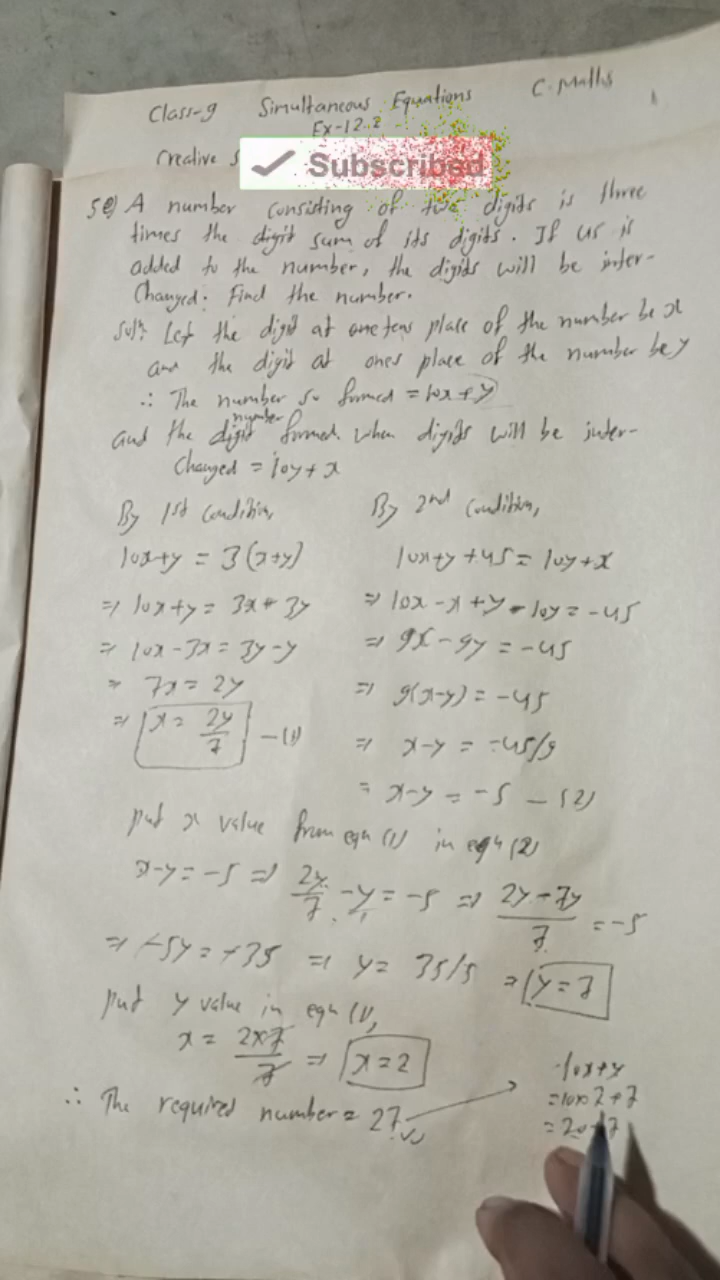 Class-9 Simultaneous Equations C. Maths
Ex-12.2
Creative S
✓ Subscribed
5e) A number consisting of two digits is three
times the digit sum of its digits. If 45 is
added to the number, the digits will be inter-
changed. Find the number.
Solⁿ: Let the digit at one tens place of the number be x
and the digit at ones place of the number be y
∴ The number so formed = 10x+y
number
and the digit formed when digits will be inter-
changed = 10y+x
By 1st condition, By 2nd condition,
10x+y = 3(x+y) 10x+y+45 = 10y+x
⇒ 10x+y = 3x+3y ⇒ 10x-x+y-10y = -45
⇒ 10x-3x = 3y-y ⇒ 9x-9y = -45
⇒ 7x = 2y ⇒ 9(x-y) = -45
⇒ x = 2y/7 - (1) ⇒ x-y = -45/9
= x-y = -5 - (2)
put x value from eqn (1) in eqn (2)
x-y = -5 ⇒ 2y/7 - y/1 = -5 ⇒ (2y-7y)/7 = -5
⇒ -5y = -35 ⇒ y = 35/5 ⇒ y = 7
put y value in eqn (1),
x = 2×7/7 ⇒ x = 2
10x+y
∴ The required number = 27
= 10×2+7
= 20+7